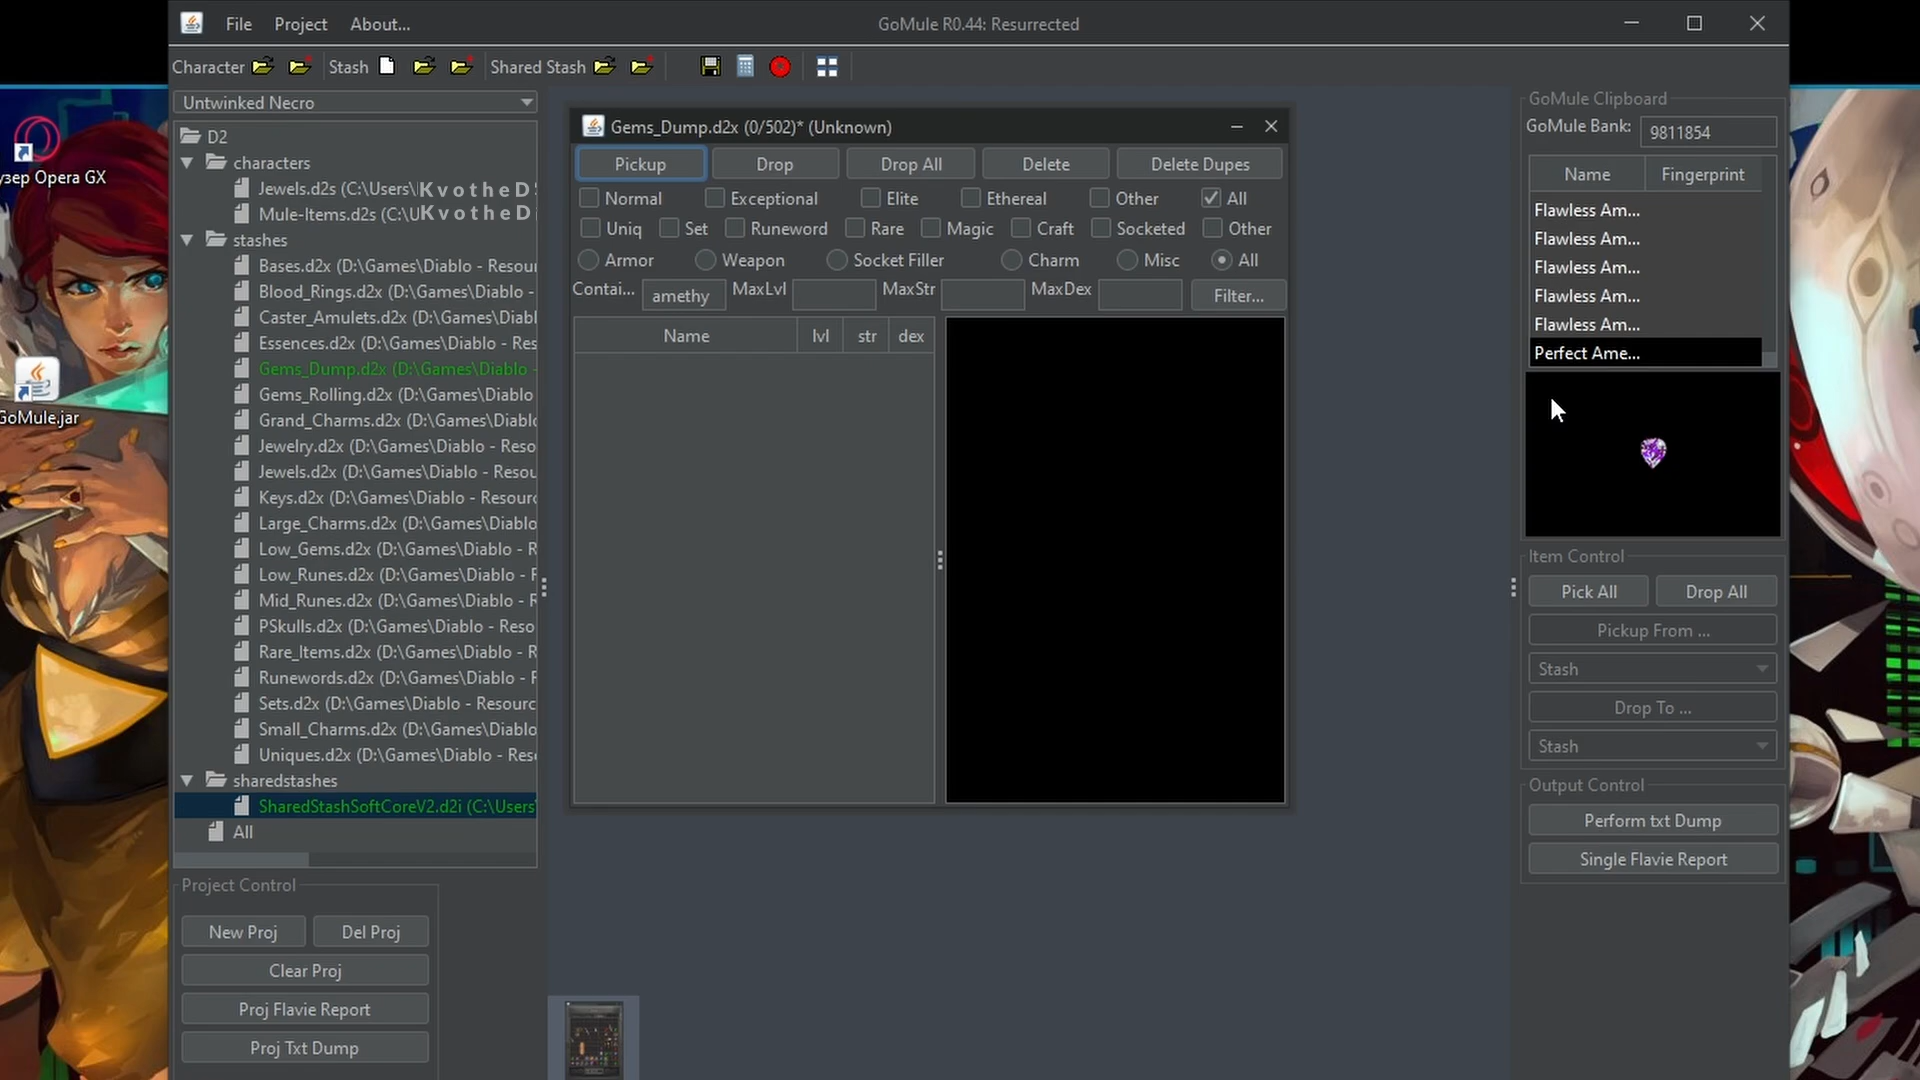 File Project About...
GoMule R0.44: Resurrected
Character Stash Shared Stash
Untwinked Necro
D2
characters
Jewels.d2s (C:\Users\KvotheD
Mule-Items.d2s (C:\UKvotheD
stashes
Bases.d2x (D:\Games\Diablo - Resour
Blood_Rings.d2x (D:\Games\Diablo
Caster_Amulets.d2x (D:\Games\Diabl
Essences.d2x (D:\Games\Diablo - Res
Gems_Dump.d2x (D:\Games\Diablo -
Gems_Rolling.d2x (D:\Games\Diablo
Grand_Charms.d2x (D:\Games\Diabl
Jewelry.d2x (D:\Games\Diablo - Reso
Jewels.d2x (D:\Games\Diablo - Resou
Keys.d2x (D:\Games\Diablo - Resourc
Large_Charms.d2x (D:\Games\Diablo
Low_Gems.d2x (D:\Games\Diablo - R
Low_Runes.d2x (D:\Games\Diablo - F
Mid_Runes.d2x (D:\Games\Diablo - R
PSkulls.d2x (D:\Games\Diablo - Reso
Rare_Items.d2x (D:\Games\Diablo - R
Runewords.d2x (D:\Games\Diablo - R
Sets.d2x (D:\Games\Diablo - Resourc
Small_Charms.d2x (D:\Games\Diablo
Uniques.d2x (D:\Games\Diablo - Res
sharedstashes
SharedStashSoftCoreV2.d2i (C:\Users\
All
Project Control
New Proj Del Proj
Clear Proj
Proj Flavie Report
Proj Txt Dump
Gems_Dump.d2x (0/502)* (Unknown)
Pickup Drop Drop All Delete Delete Dupes
Normal Exceptional Elite Ethereal Other All
Uniq Set Runeword Rare Magic Craft Socketed Other
Armor Weapon Socket Filler Charm Misc All
Contai... amethy MaxLvl MaxStr MaxDex Filter...
Name lvl str dex
GoMule Clipboard
GoMule Bank: 9811854
Name Fingerprint
Flawless Am...
Flawless Am...
Flawless Am...
Flawless Am...
Flawless Am...
Perfect Ame...
Item Control
Pick All Drop All
Pickup From ...
Stash
Drop To ...
Stash
Output Control
Perform txt Dump
Single Flavie Report
узер Opera GX
GoMule.jar